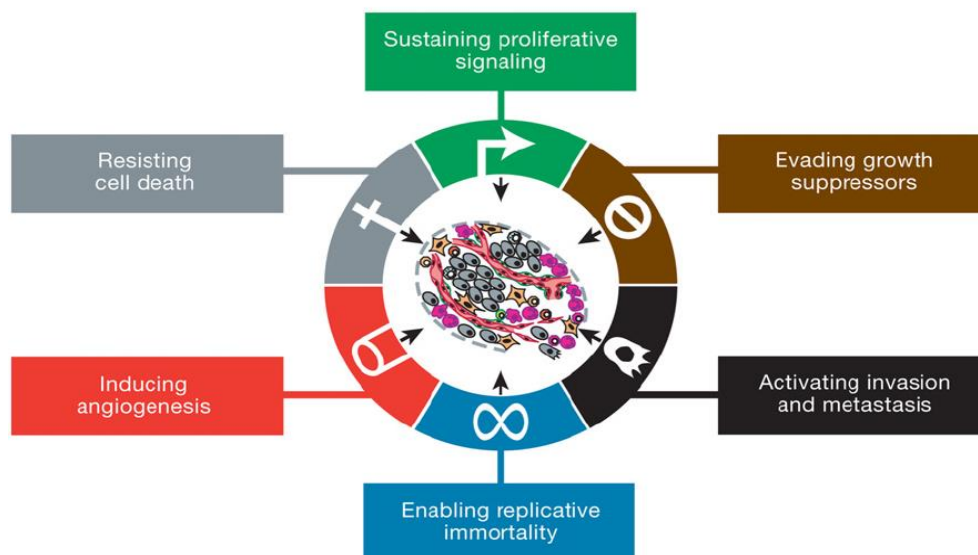 Sustaining proliferative
signaling
Resisting
cell death
Evading growth
suppressors
Inducing
angiogenesis
Activating invasion
and metastasis
Enabling replicative
immortality